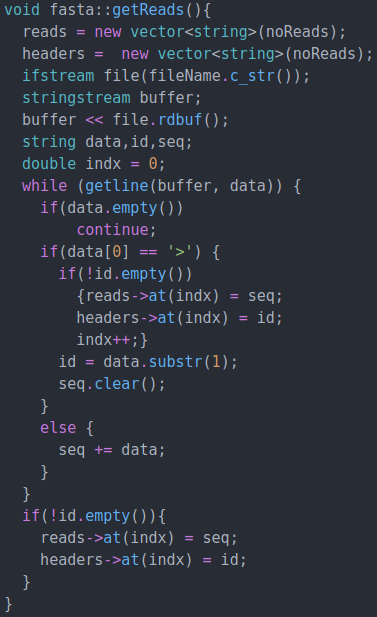 void fasta::getReads(){
  reads = new vector<string>(noReads);
  headers =  new vector<string>(noReads);
  ifstream file(fileName.c_str());
  stringstream buffer;
  buffer << file.rdbuf();
  string data,id,seq;
  double indx = 0;
  while (getline(buffer, data)) {
    if(data.empty())
        continue;
    if(data[0] == '>') {
      if(!id.empty())
        {reads->at(indx) = seq;
        headers->at(indx) = id;
        indx++;}
      id = data.substr(1);
      seq.clear();
    }
    else {
      seq += data;
    }
  }
  if(!id.empty()){
    reads->at(indx) = seq;
    headers->at(indx) = id;
  }
}